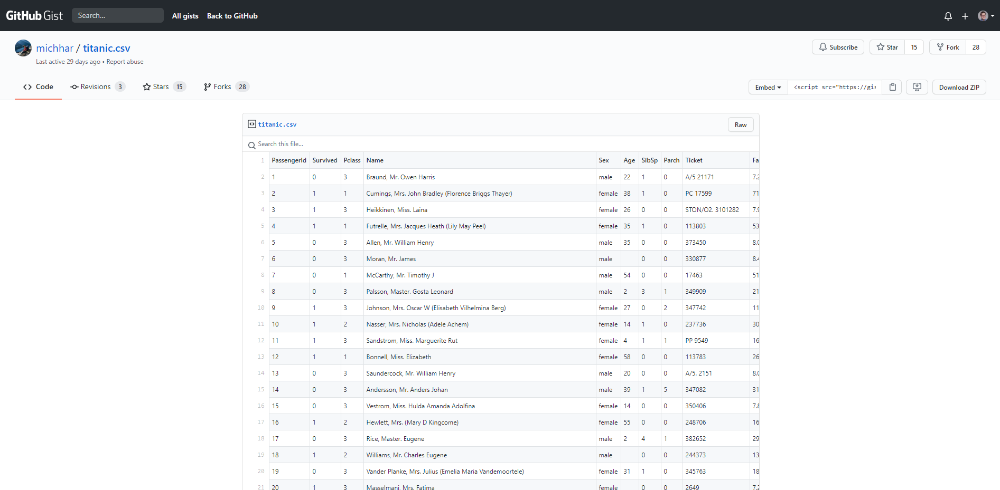 GitHub Gist Search... All gists Back to GitHub
michhar / titanic.csv
Last active 29 days ago • Report abuse
Subscribe Star 15 Fork 28
Code Revisions 3 Stars 15 Forks 28
Embed <script src="https://gis Download ZIP
titanic.csv Raw
Search this file...
1 PassengerId Survived Pclass Name Sex Age SibSp Parch Ticket Fa
2 1 0 3 Braund, Mr. Owen Harris male 22 1 0 A/5 21171 7.2
3 2 1 1 Cumings, Mrs. John Bradley (Florence Briggs Thayer) female 38 1 0 PC 17599 71
4 3 1 3 Heikkinen, Miss. Laina female 26 0 0 STON/O2. 3101282 7.9
5 4 1 1 Futrelle, Mrs. Jacques Heath (Lily May Peel) female 35 1 0 113803 53
6 5 0 3 Allen, Mr. William Henry male 35 0 0 373450 8.0
7 6 0 3 Moran, Mr. James male 0 0 330877 8.4
8 7 0 1 McCarthy, Mr. Timothy J male 54 0 0 17463 51
9 8 0 3 Palsson, Master. Gosta Leonard male 2 3 1 349909 21
10 9 1 3 Johnson, Mrs. Oscar W (Elisabeth Vilhelmina Berg) female 27 0 2 347742 11
11 10 1 2 Nasser, Mrs. Nicholas (Adele Achem) female 14 1 0 237736 30
12 11 1 3 Sandstrom, Miss. Marguerite Rut female 4 1 1 PP 9549 16
13 12 1 1 Bonnell, Miss. Elizabeth female 58 0 0 113783 26
14 13 0 3 Saundercock, Mr. William Henry male 20 0 0 A/5. 2151 8.0
15 14 0 3 Andersson, Mr. Anders Johan male 39 1 5 347082 31
16 15 0 3 Vestrom, Miss. Hulda Amanda Adolfina female 14 0 0 350406 7.8
17 16 1 2 Hewlett, Mrs. (Mary D Kingcome) female 55 0 0 248706 16
18 17 0 3 Rice, Master. Eugene male 2 4 1 382652 29
19 18 1 2 Williams, Mr. Charles Eugene male 0 0 244373 13
20 19 0 3 Vander Planke, Mrs. Julius (Emelia Maria Vandemoortele) female 31 1 0 345763 18
21 20 1 3 Masselmani, Mrs. Fatima female 0 0 2649 7.2